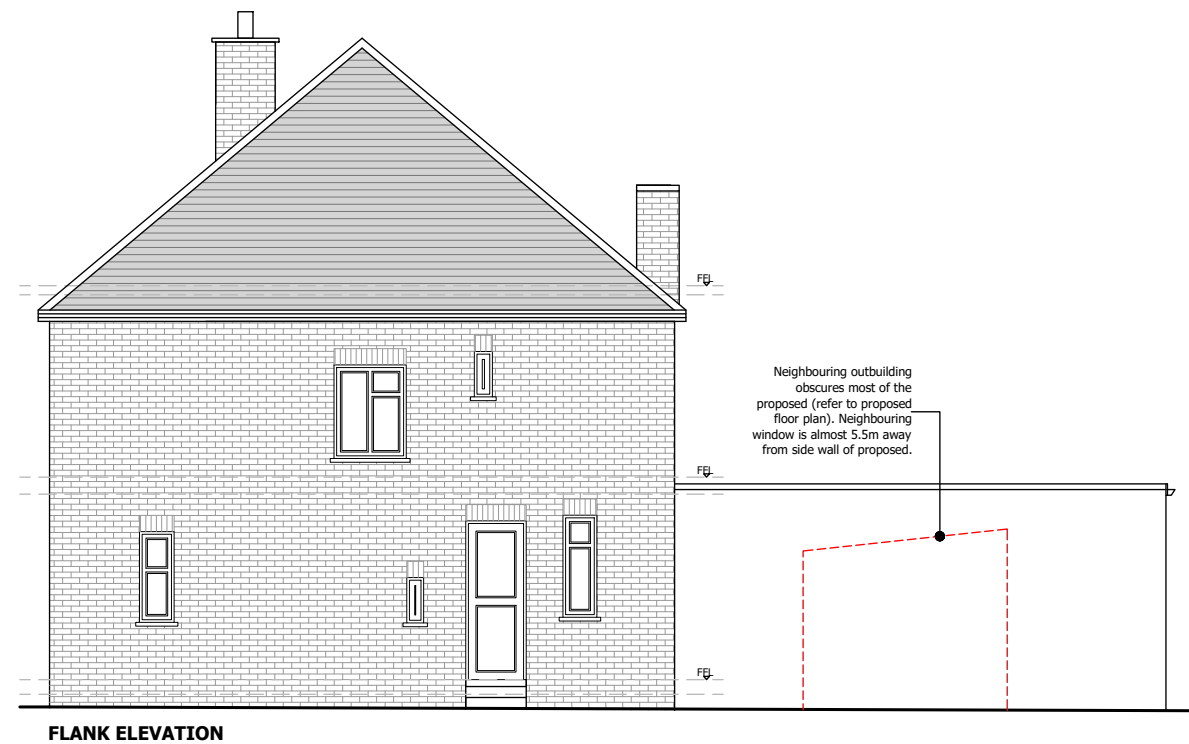 FFL
Neighbouring outbuilding
obscures most of the
proposed (refer to proposed
floor plan). Neighbouring
window is almost 5.5m away
from side wall of proposed.
FFL
FFL
FLANK ELEVATION